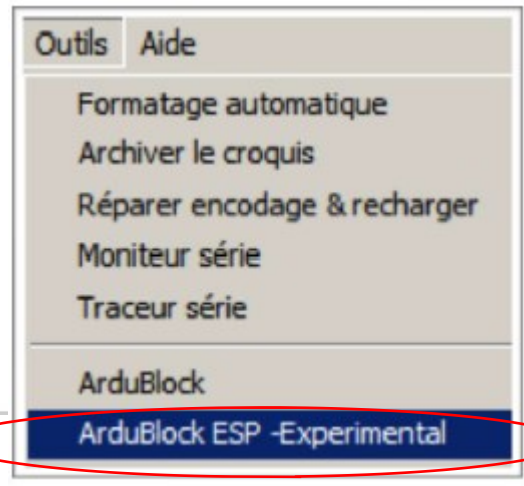 Outils Aide
Formatage automatique
Archiver le croquis
Réparer encodage & recharger
Moniteur série
Traceur série
ArduBlock
ArduBlock ESP -Experimental